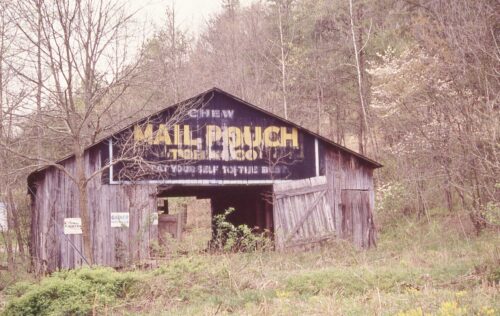 CHEW
MAIL POUCH
TOBACCO
TREAT YOURSELF TO THE BEST